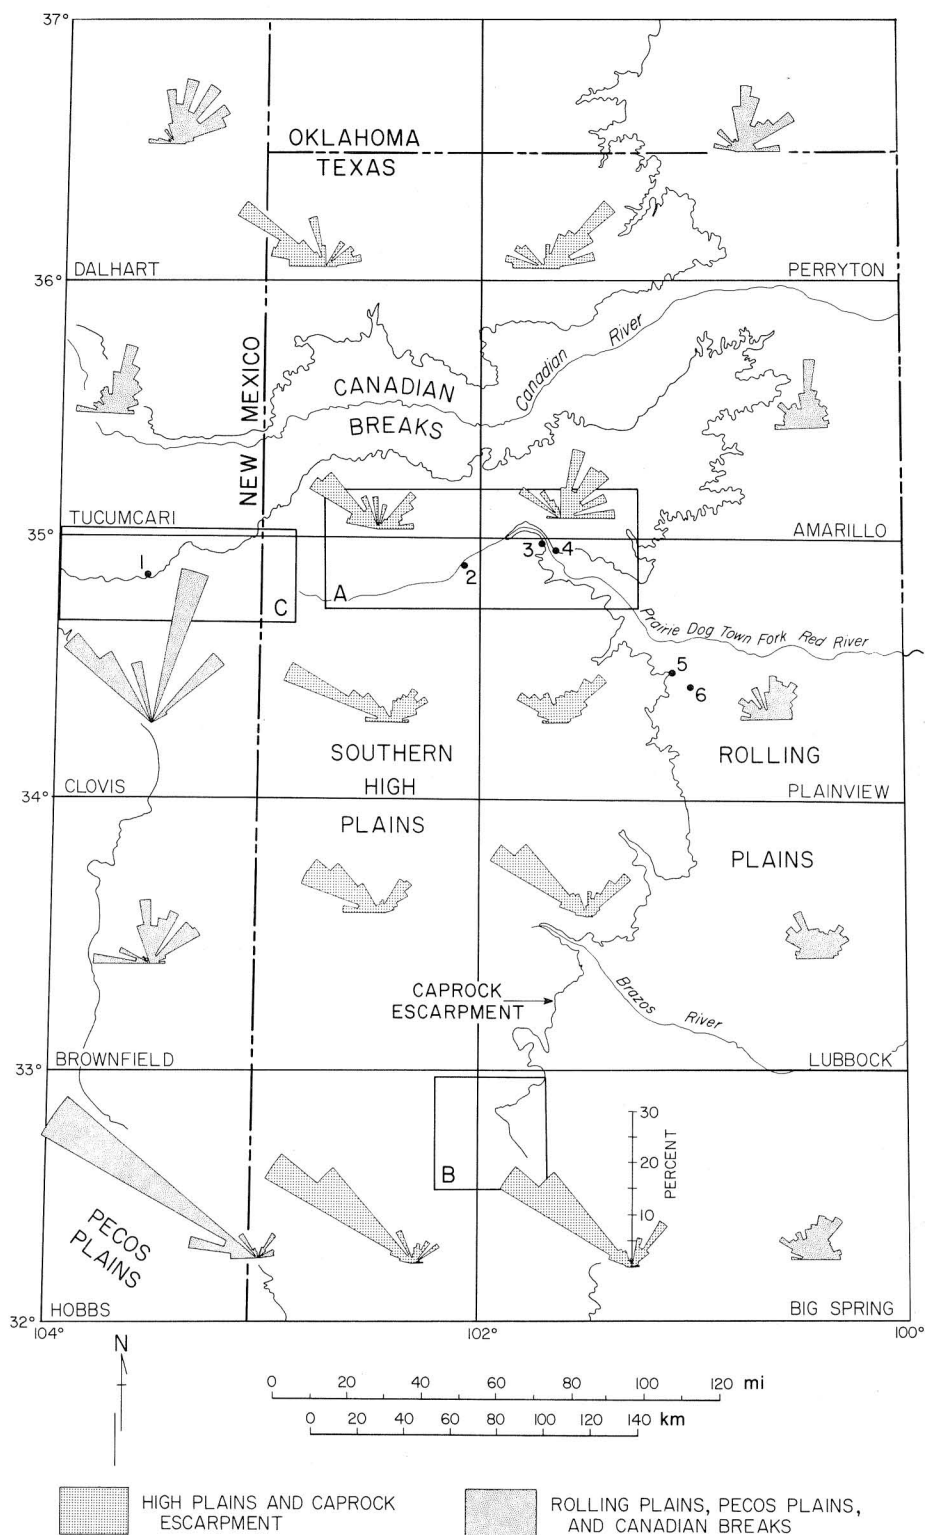 37°
OKLAHOMA
TEXAS
DALHART
PERRYTON
36°
NEW MEXICO
CANADIAN
BREAKS
Canadian River
TUCUMCARI
AMARILLO
35°
1
2
3
4
A
C
Prairie Dog Town Fork Red River
5
6
SOUTHERN
HIGH
PLAINS
ROLLING
PLAINS
CLOVIS
PLAINVIEW
34°
CAPROCK
ESCARPMENT
Brazos River
BROWNFIELD
LUBBOCK
33°
B
30
20
10
PERCENT
PECOS
PLAINS
HOBBS
BIG SPRING
32°
104°
102°
100°
N
0 20 40 60 80 100 120 mi
0 20 40 60 80 100 120 140 km
HIGH PLAINS AND CAPROCK
ESCARPMENT
ROLLING PLAINS, PECOS PLAINS,
AND CANADIAN BREAKS